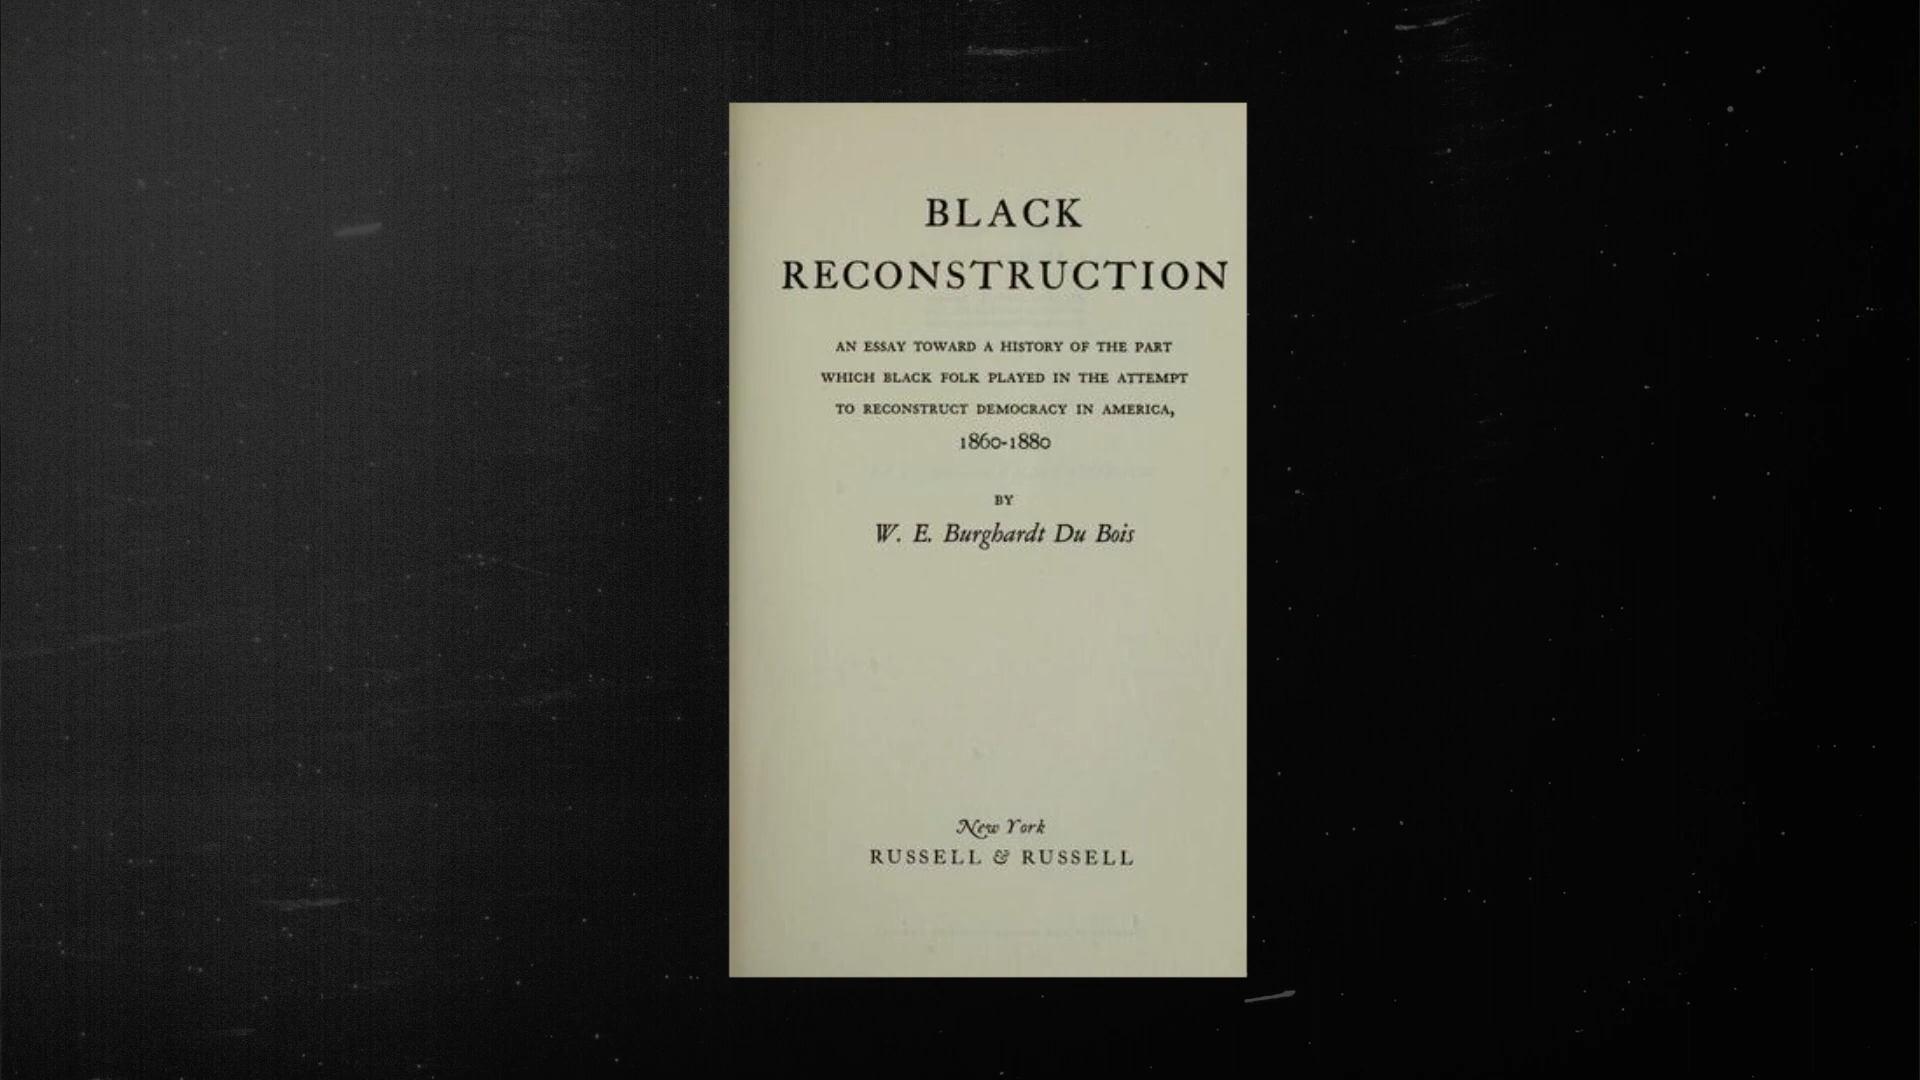 BLACK
RECONSTRUCTION
AN ESSAY TOWARD A HISTORY OF THE PART
WHICH BLACK FOLK PLAYED IN THE ATTEMPT
TO RECONSTRUCT DEMOCRACY IN AMERICA,
1860-1880
BY
W. E. Burghardt Du Bois
New York
RUSSELL & RUSSELL